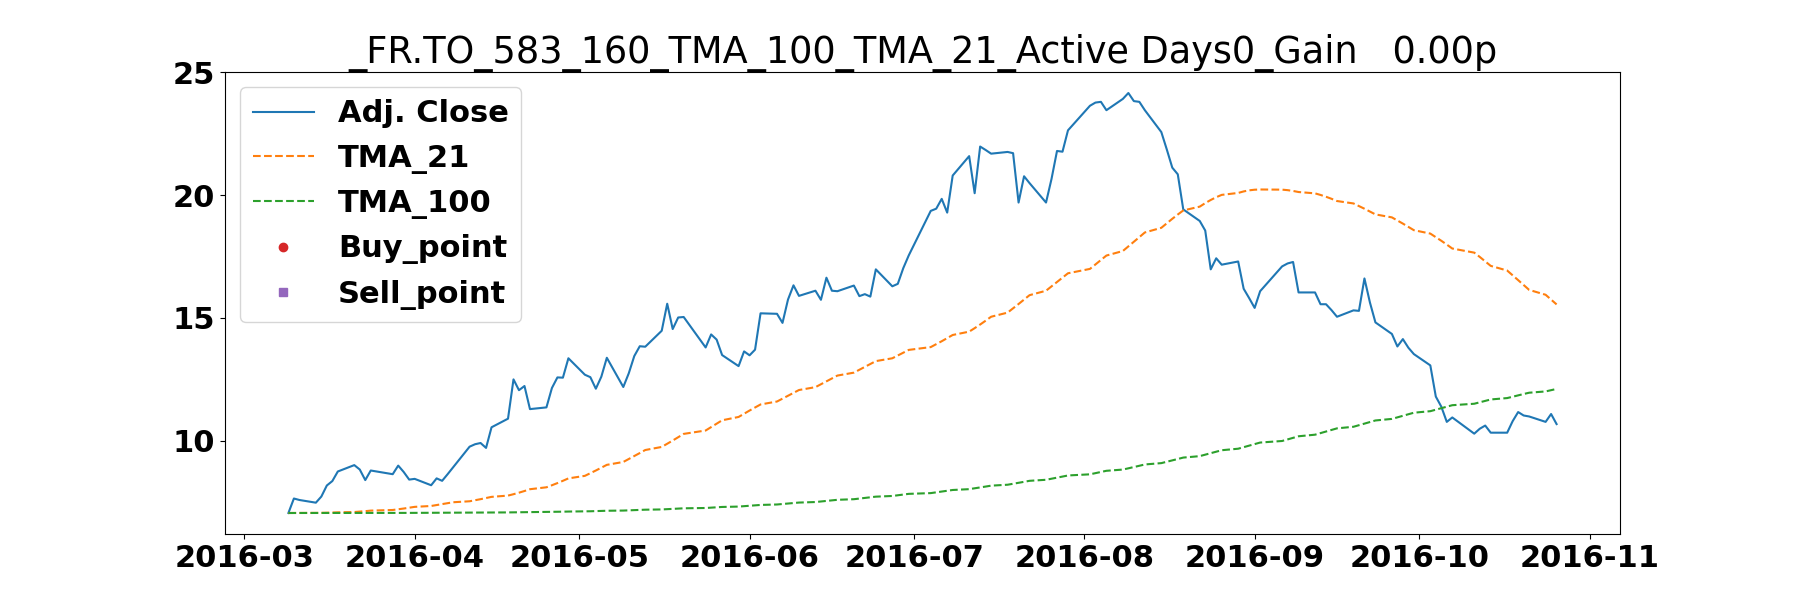 _FR.TO_583_160_TMA_100_TMA_21_Active Days0_Gain   0.00p
25
20
15
10
Adj. Close
TMA_21
TMA_100
Buy_point
Sell_point
2016-03 2016-04 2016-05 2016-06 2016-07 2016-08 2016-09 2016-10 2016-11